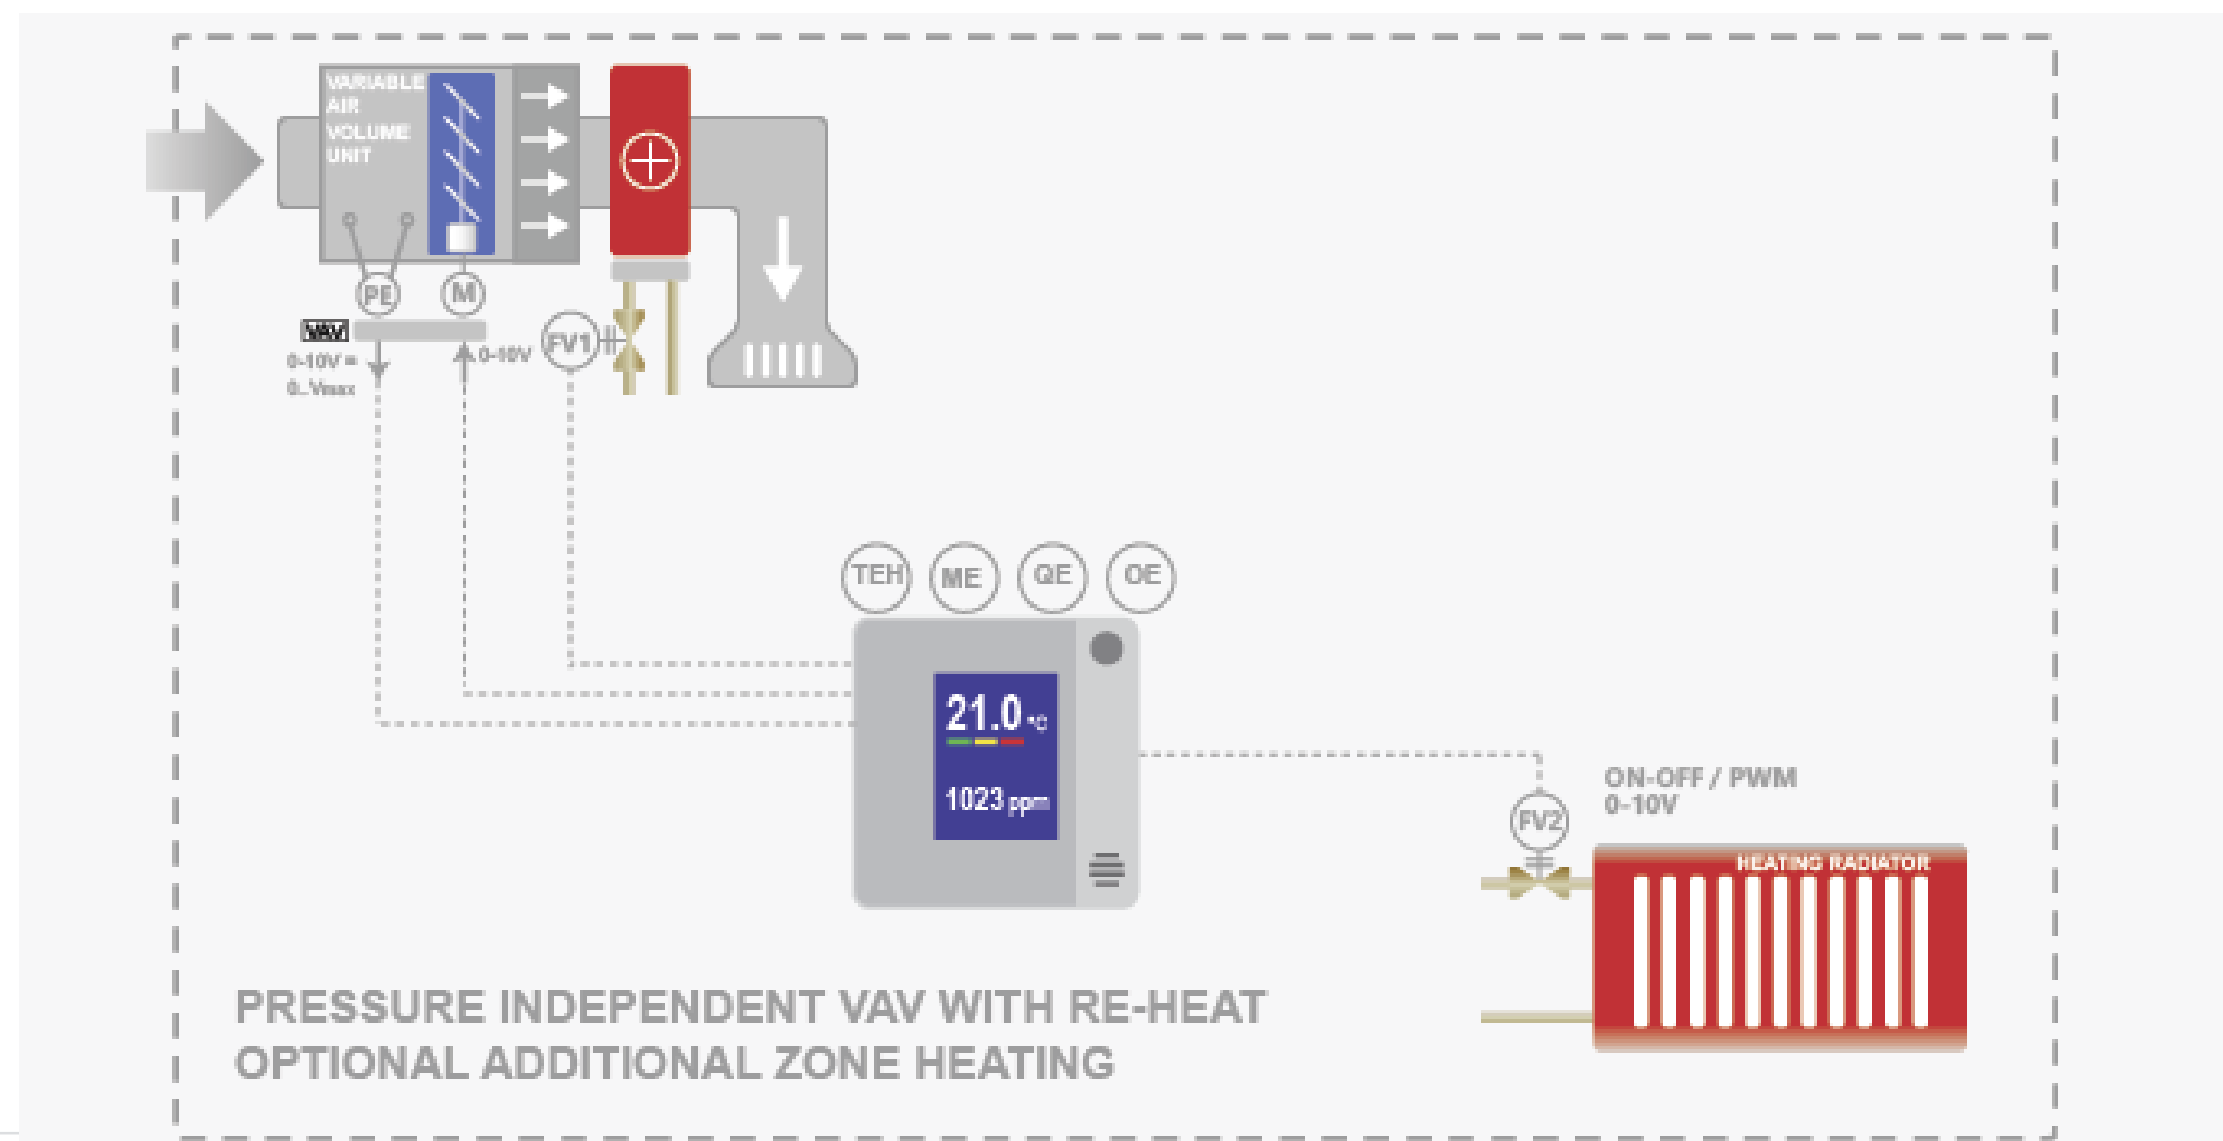 VARIABLE
AIR
VOLUME
UNIT
PE
M
VAV
0-10V =
0..Vmax
0-10V
FV1
TEH
ME
QE
OE
21.0 °C
1023 ppm
ON-OFF / PWM
0-10V
FV2
HEATING RADIATOR
PRESSURE INDEPENDENT VAV WITH RE-HEAT
OPTIONAL ADDITIONAL ZONE HEATING